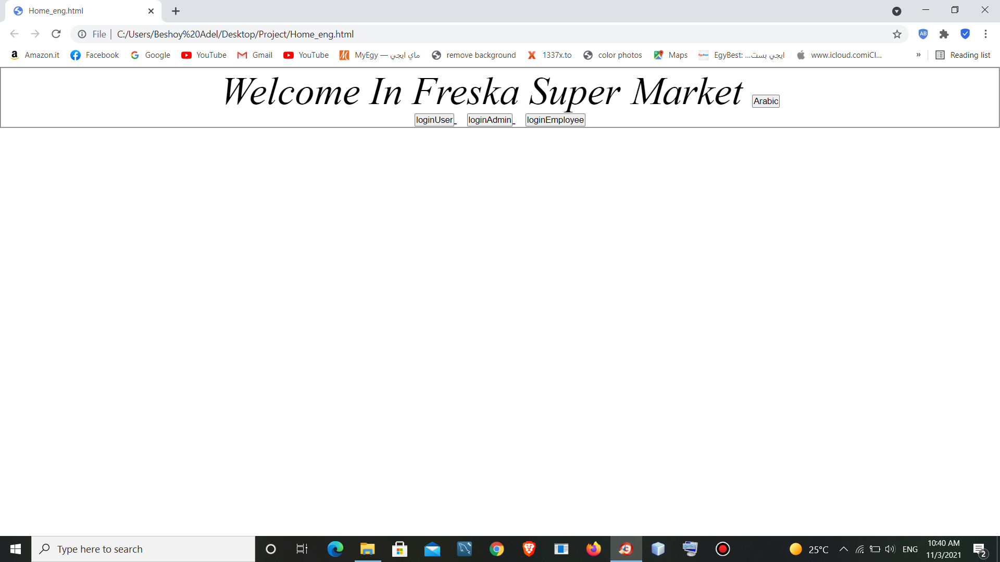 Home_eng.html
File | C:/Users/Beshoy%20Adel/Desktop/Project/Home_eng.html
Amazon.it Facebook Google YouTube Gmail YouTube MyEgy — ماي ايجي remove background 1337x.to color photos Maps EgyBest: ...ايجي بست www.icloud.comiCl... » Reading list
Welcome In Freska Super Market Arabic
loginUser loginAdmin loginEmployee
Type here to search 25°C ENG 10:40 AM
11/3/2021 2